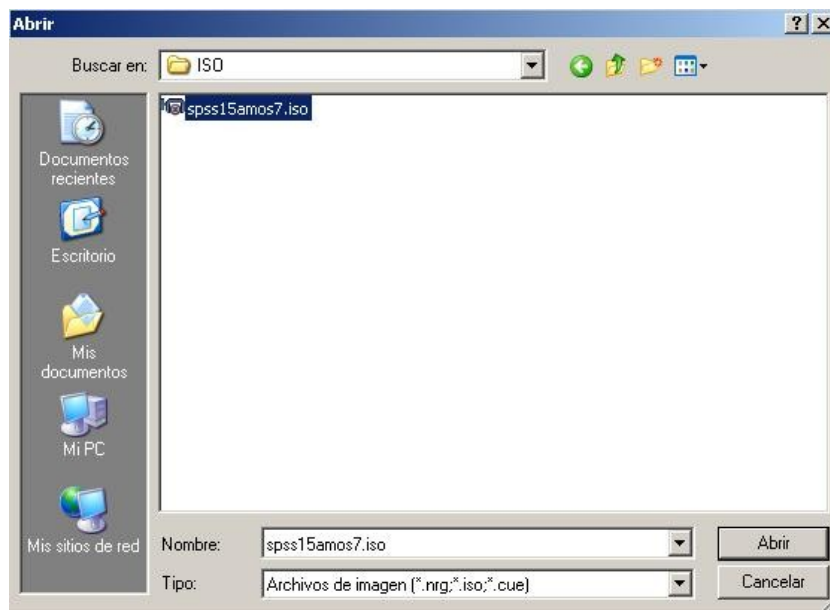 Abrir
Buscar en:
ISO
spss15amos7.iso
Documentos
recientes
Escritorio
Mis
documentos
Mi PC
Mis sitios de red
Nombre:
spss15amos7.iso
Abrir
Tipo:
Archivos de imagen (*.nrg;*.iso;*.cue)
Cancelar